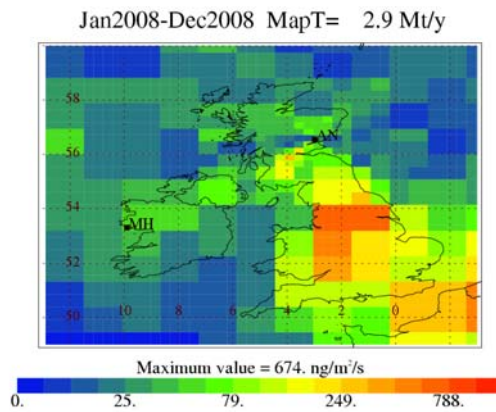 Jan2008-Dec2008 MapT= 2.9 Mt/y
58
AN
56
54
MH
52
50
10 8 6 4 2 0
Maximum value = 674. ng/m²/s
0. 25. 79. 249. 788.